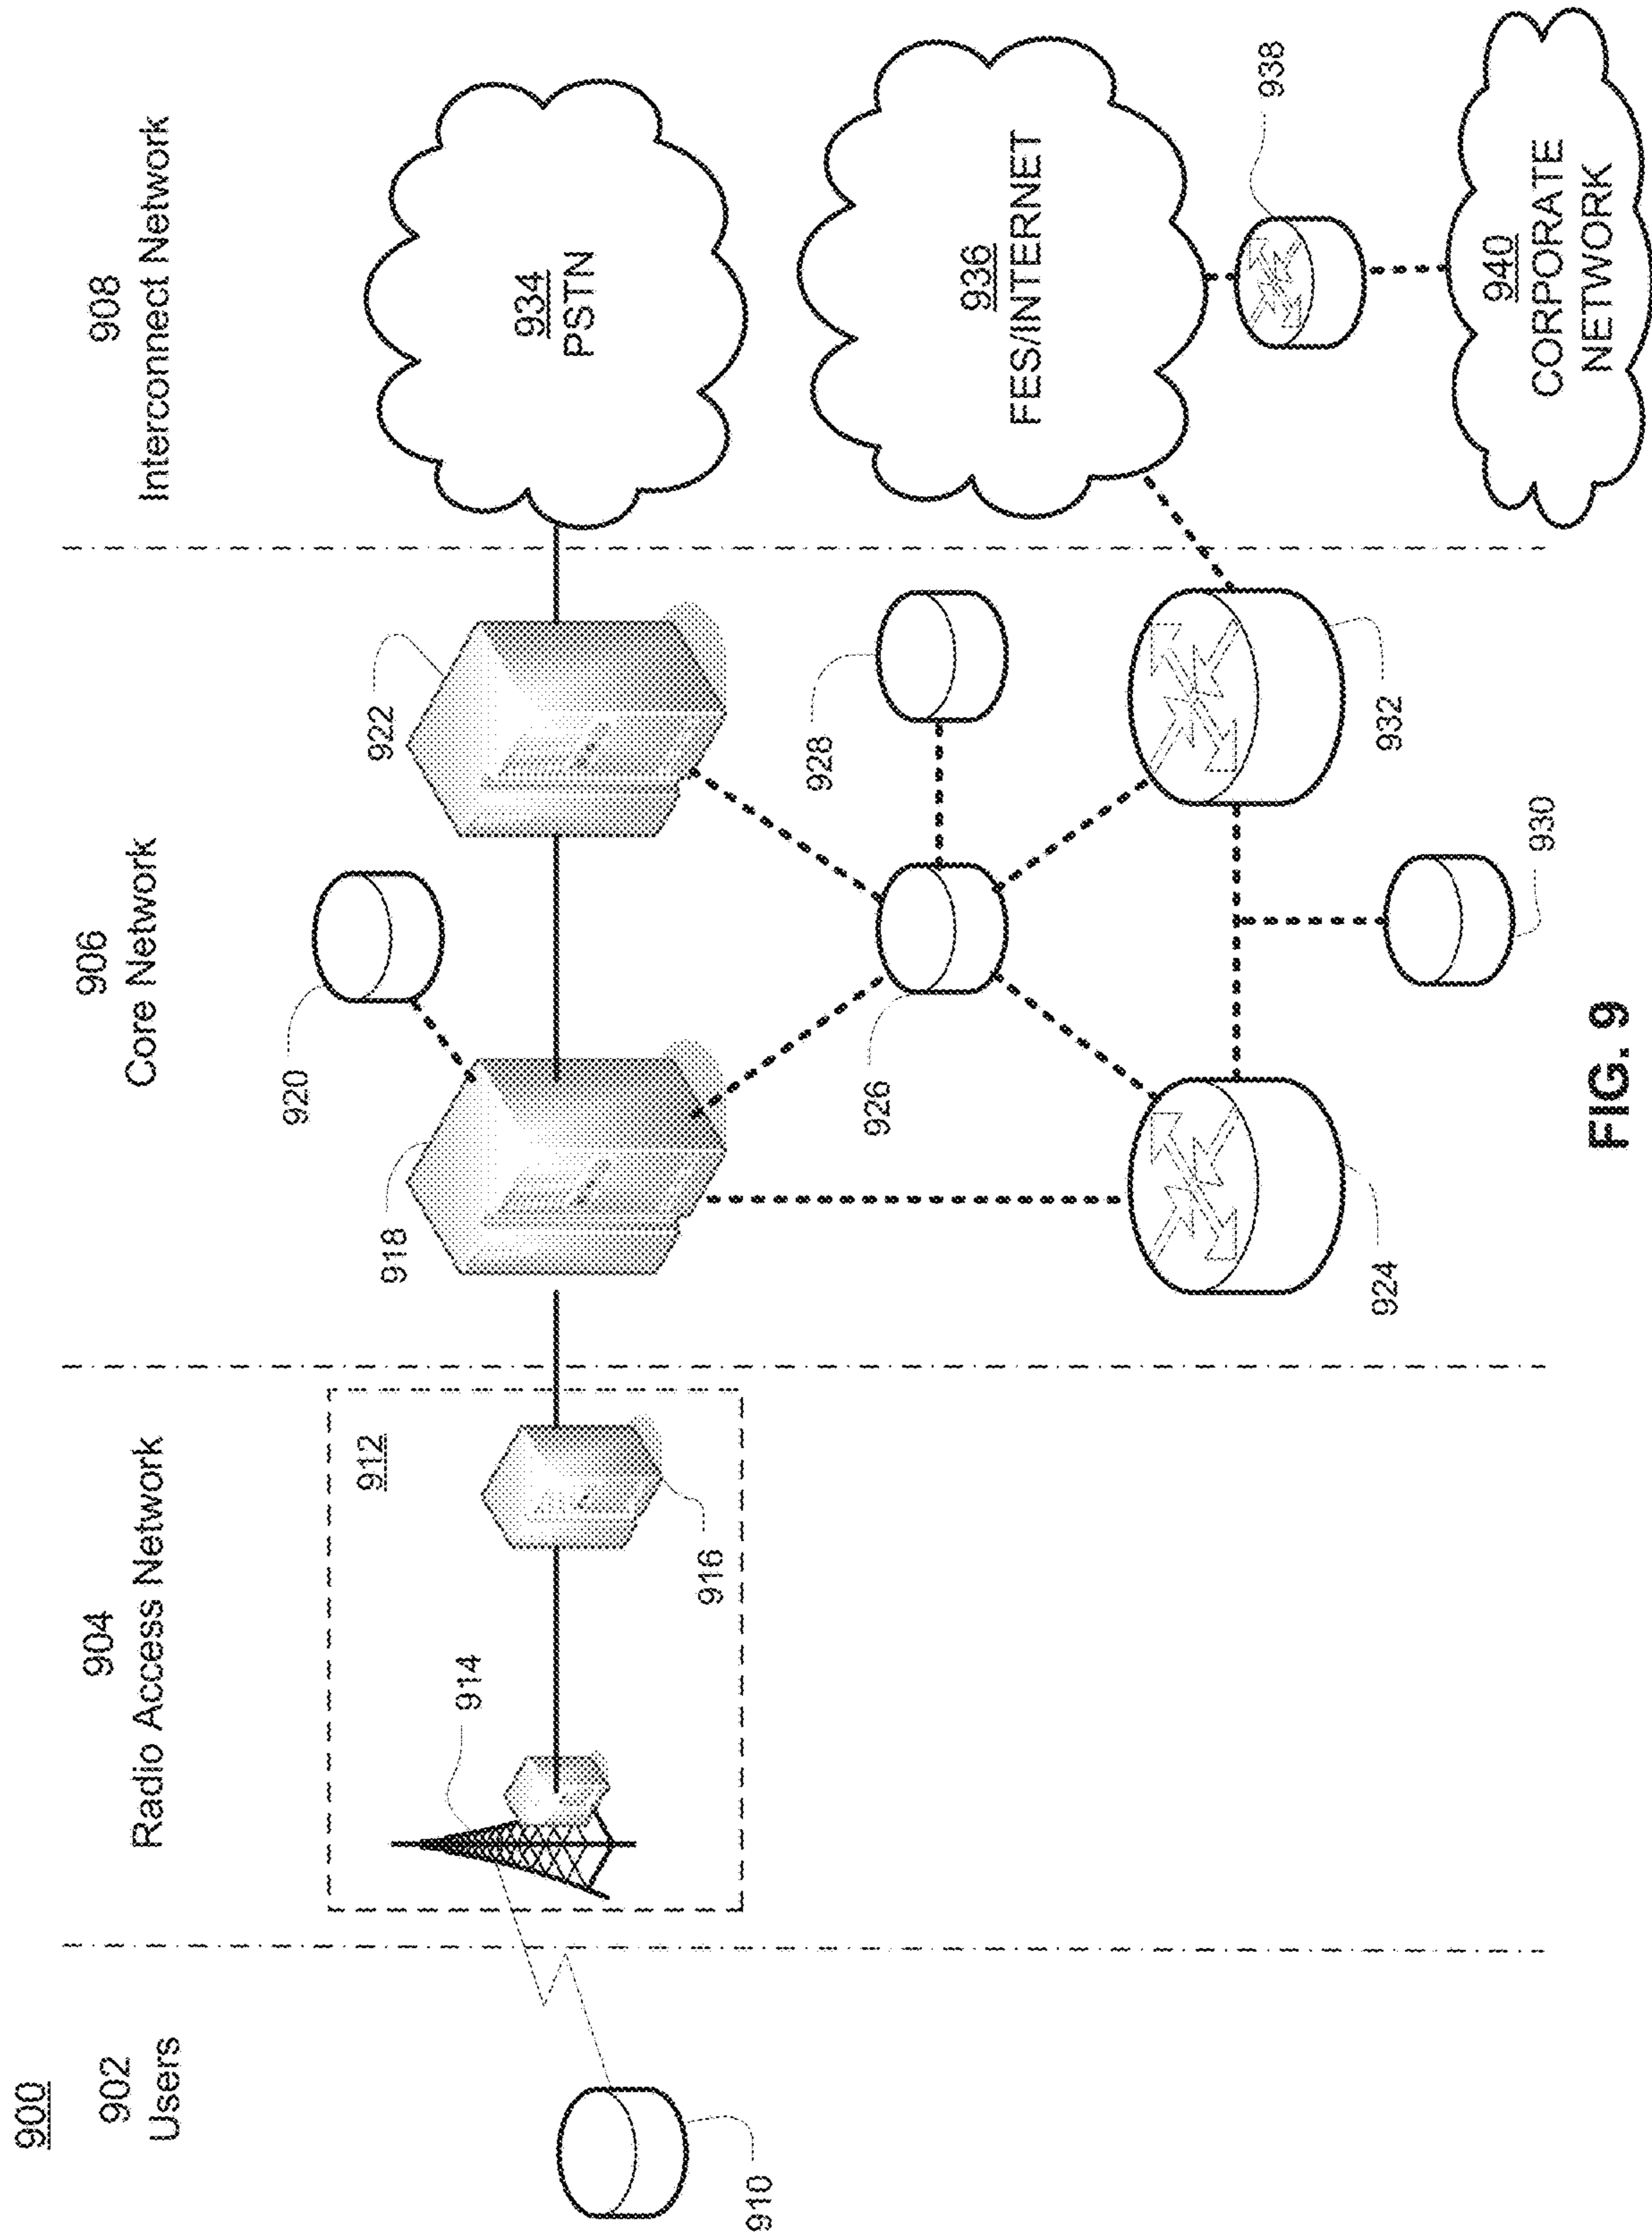 900
902
Users
904
Radio Access Network
906
Core Network
908
Interconnect Network
910
912
914
916
918
920
922
924
926
928
930
932
934
PSTN
936
FES/INTERNET
938
940
CORPORATE
NETWORK
FIG. 9